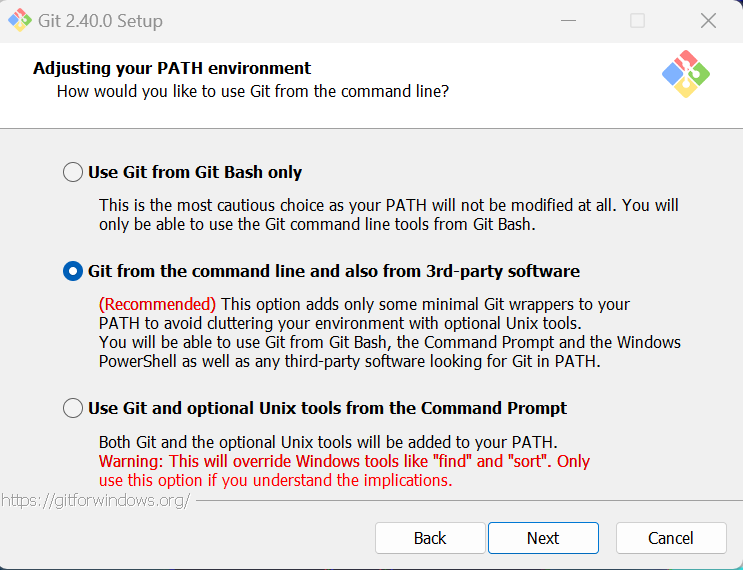 Git 2.40.0 Setup
Adjusting your PATH environment
How would you like to use Git from the command line?
Use Git from Git Bash only
This is the most cautious choice as your PATH will not be modified at all. You will
only be able to use the Git command line tools from Git Bash.
Git from the command line and also from 3rd-party software
(Recommended) This option adds only some minimal Git wrappers to your
PATH to avoid cluttering your environment with optional Unix tools.
You will be able to use Git from Git Bash, the Command Prompt and the Windows
PowerShell as well as any third-party software looking for Git in PATH.
Use Git and optional Unix tools from the Command Prompt
Both Git and the optional Unix tools will be added to your PATH.
Warning: This will override Windows tools like "find" and "sort". Only
use this option if you understand the implications.
https://gitforwindows.org/
Back Next Cancel